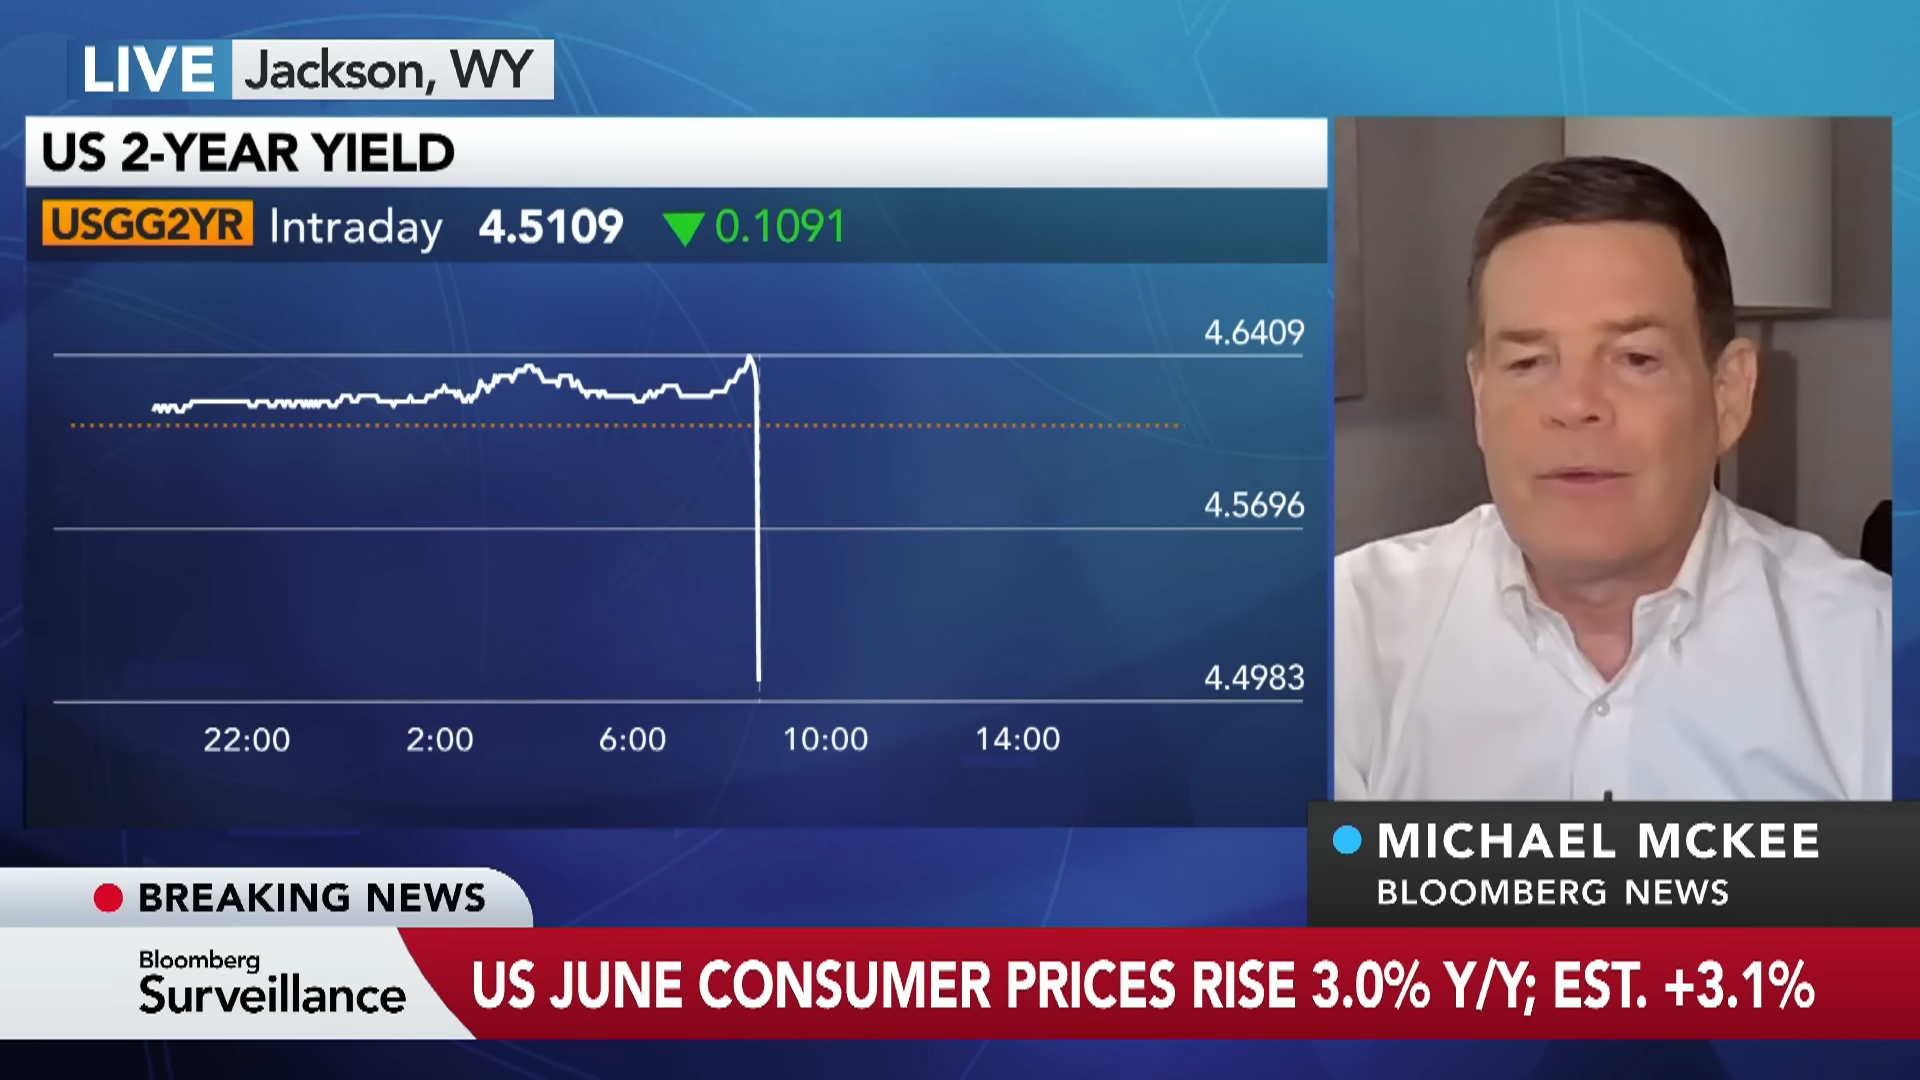 LIVE Jackson, WY
US 2-YEAR YIELD
USGG2YR Intraday 4.5109 ▼0.1091
4.6409
4.5696
4.4983
22:00 2:00 6:00 10:00 14:00
MICHAEL MCKEE
BLOOMBERG NEWS
BREAKING NEWS
Bloomberg
Surveillance
US JUNE CONSUMER PRICES RISE 3.0% Y/Y; EST. +3.1%